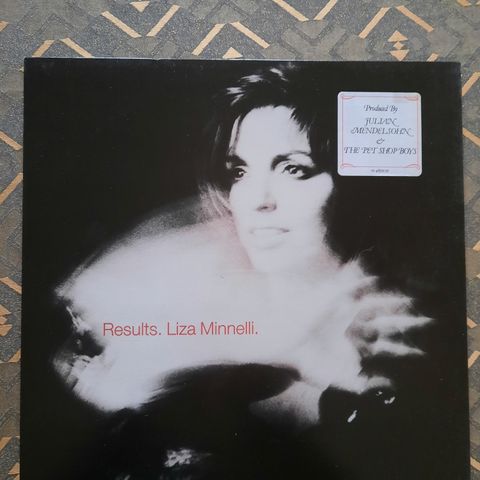 Produced By
JULIAN
MENDELSOHN
&
THE PET SHOP BOYS
Results. Liza Minnelli.